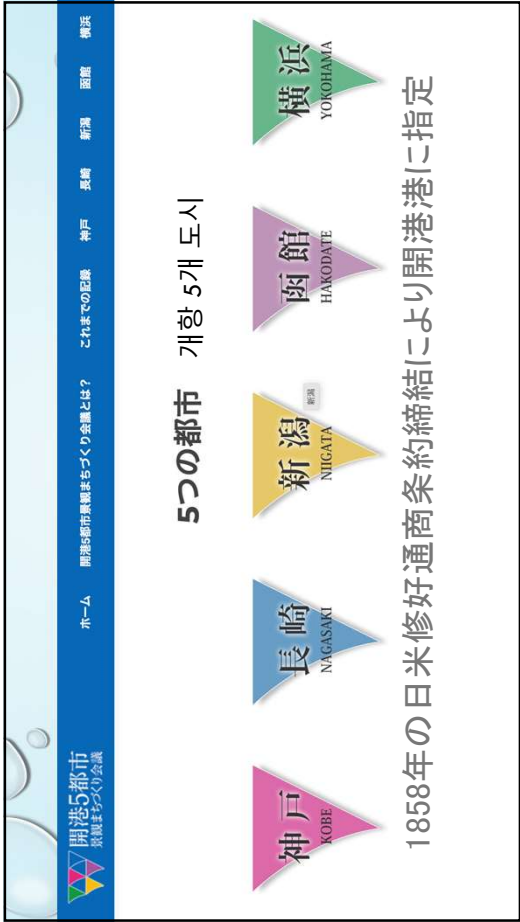 開港5都市
景観まちづくり会議
ホーム 開港5都市景観まちづくり会議とは? これまでの記録 神戸 長崎 新潟 函館 横浜
5つの都市 개항 5개 도시
神戸
KOBE
長崎
NAGASAKI
新潟
NIIGATA
新潟
函館
HAKODATE
横浜
YOKOHAMA
1858年の日米修好通商条約締結により開港港に指定